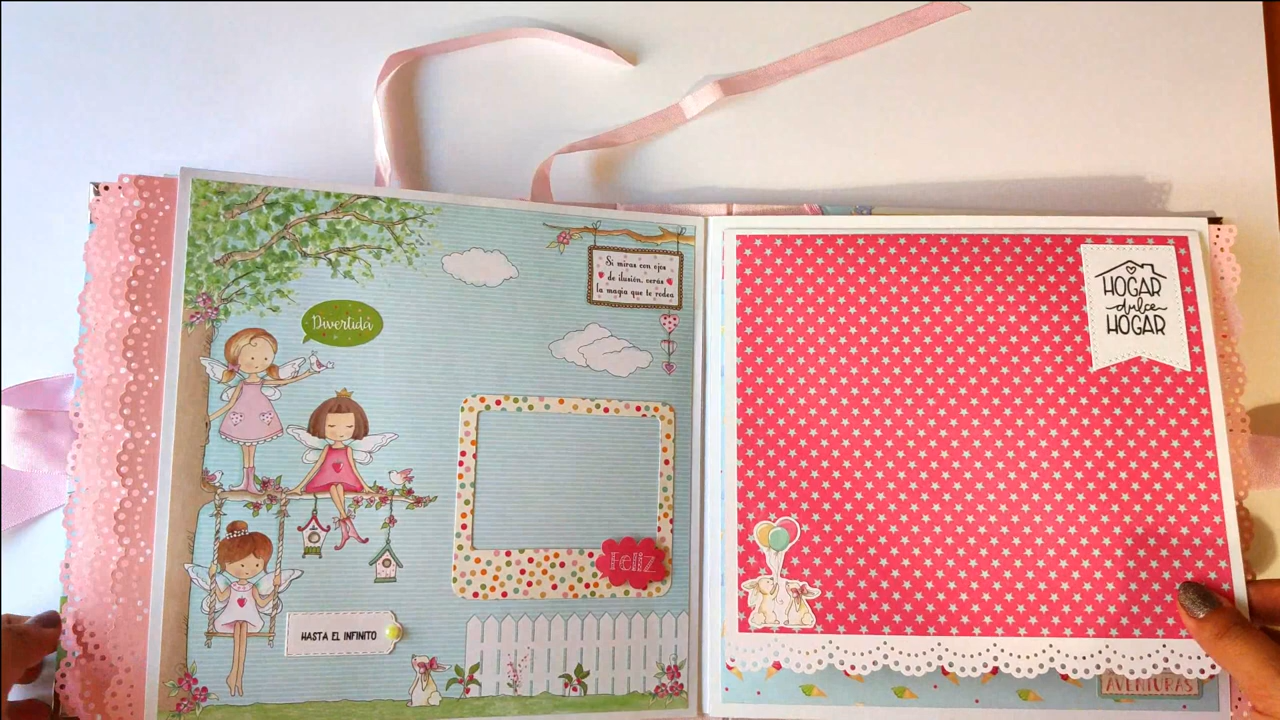 Divertida
Si miras con ojos
de ilusión, verás
la magia que te rodea
Feliz
HASTA EL INFINITO
HOGAR
dulce
HOGAR
AVENTURAS